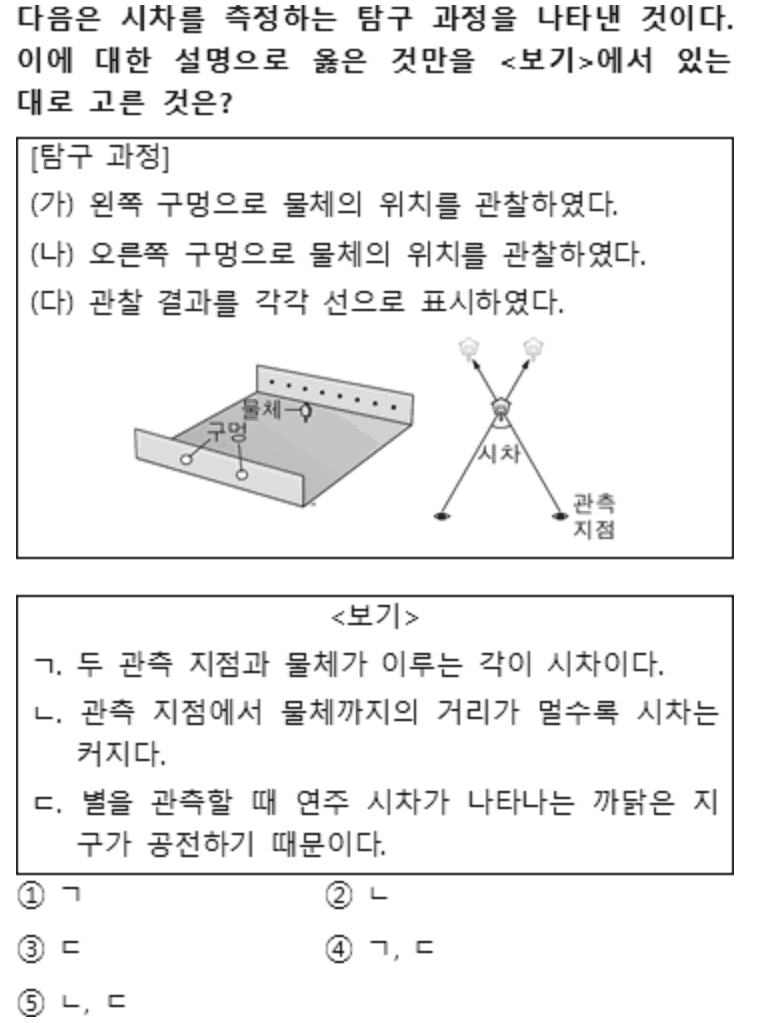 다음은 시차를 측정하는 탐구 과정을 나타낸 것이다.
이에 대한 설명으로 옳은 것만을 <보기>에서 있는
대로 고른 것은?
[탐구 과정]
(가) 왼쪽 구멍으로 물체의 위치를 관찰하였다.
(나) 오른쪽 구멍으로 물체의 위치를 관찰하였다.
(다) 관찰 결과를 각각 선으로 표시하였다.
물체
구멍
시차
관측
지점
<보기>
ㄱ. 두 관측 지점과 물체가 이루는 각이 시차이다.
ㄴ. 관측 지점에서 물체까지의 거리가 멀수록 시차는
커지다.
ㄷ. 별을 관측할 때 연주 시차가 나타나는 까닭은 지
구가 공전하기 때문이다.
① ㄱ ② ㄴ
③ ㄷ ④ ㄱ, ㄷ
⑤ ㄴ, ㄷ